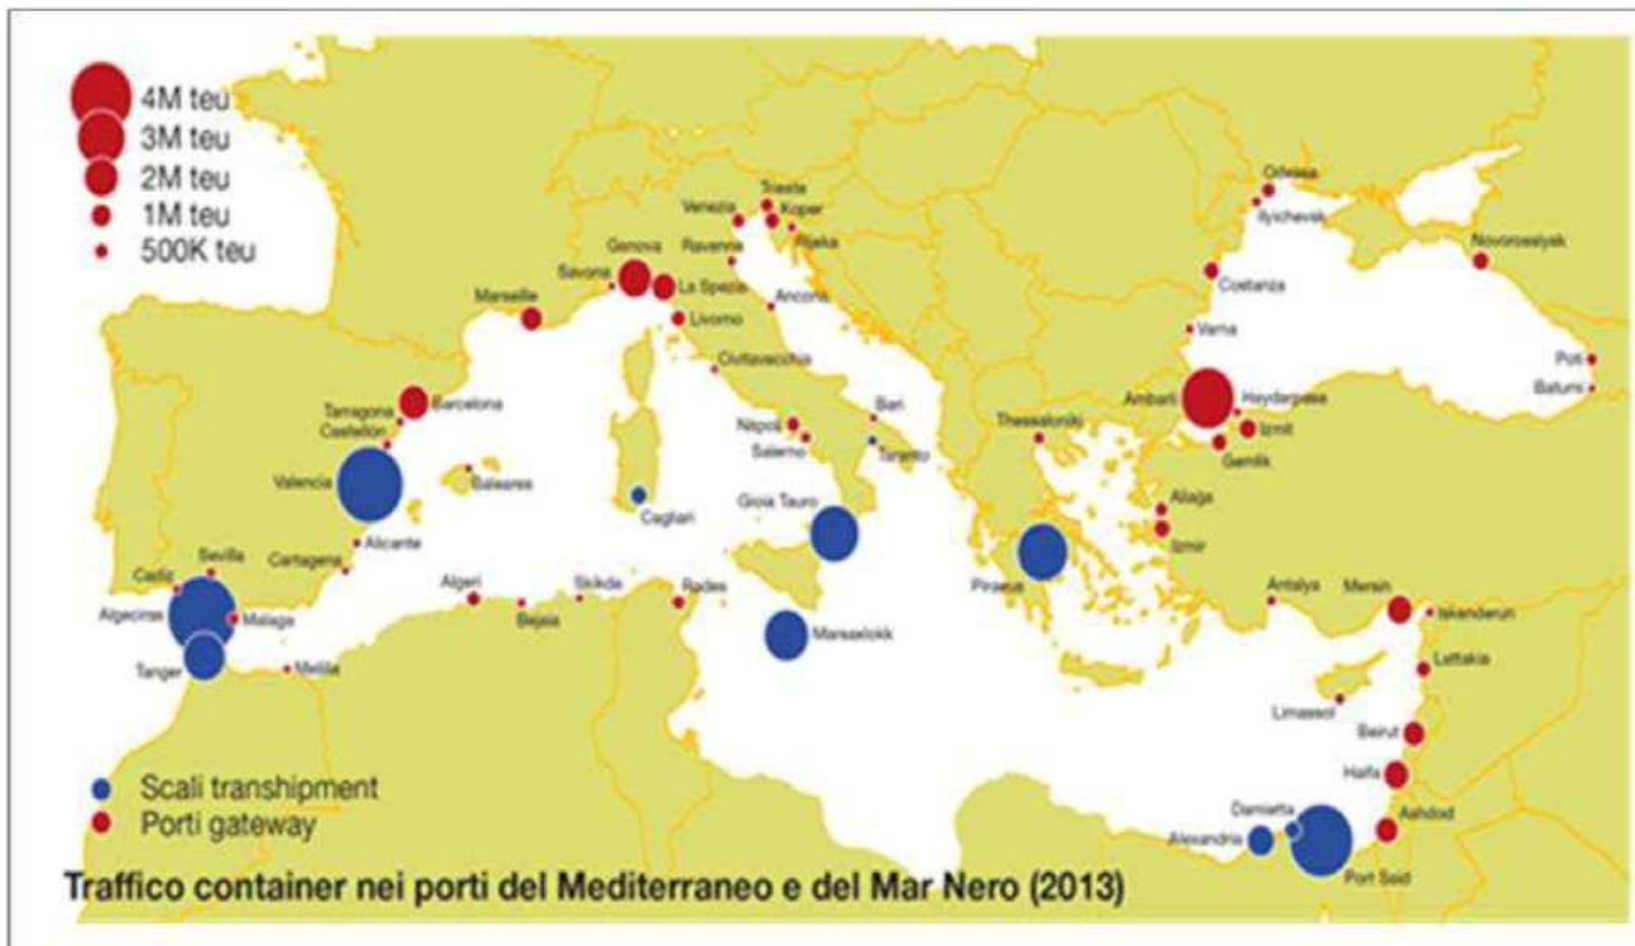 4M teu
3M teu
2M teu
1M teu
500K teu
Odessa
Ilyichevsk
Novorossiysk
Costanza
Varna
Poti
Batumi
Trieste
Venezia
Koper
Rijeka
Genova
Ravenna
Savona
La Spezia
Ancona
Marseille
Livorno
Civitavecchia
Tarragona
Barcelona
Castellon
Valencia
Baleares
Napoli
Salerno
Bari
Taranto
Thessaloniki
Ambarli
Haydarpasa
Izmit
Gemlik
Cagliari
Gioia Tauro
Aliaga
Izmir
Alicante
Cartagena
Sevilla
Cadiz
Algeciras
Malaga
Tanger
Melilla
Algeri
Bejaia
Skikda
Rades
Marsaxlokk
Piraeus
Antalya
Mersin
Iskenderun
Lattakia
Limassol
Beirut
Haifa
Ashdod
Damietta
Alexandria
Port Said
Scali transhipment
Porti gateway
Traffico container nei porti del Mediterraneo e del Mar Nero (2013)